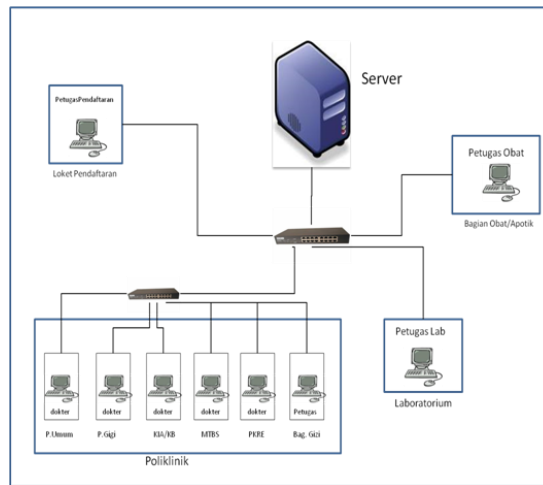 Server
PetugasPendaftaran
Loket Pendaftaran
Petugas Obat
Bagian Obat/Apotik
Petugas Lab
Laboratorium
dokter dokter dokter dokter dokter Petugas
P.Umum P.Gigi KIA/KB MTBS PKRE Bag. Gizi
Poliklinik